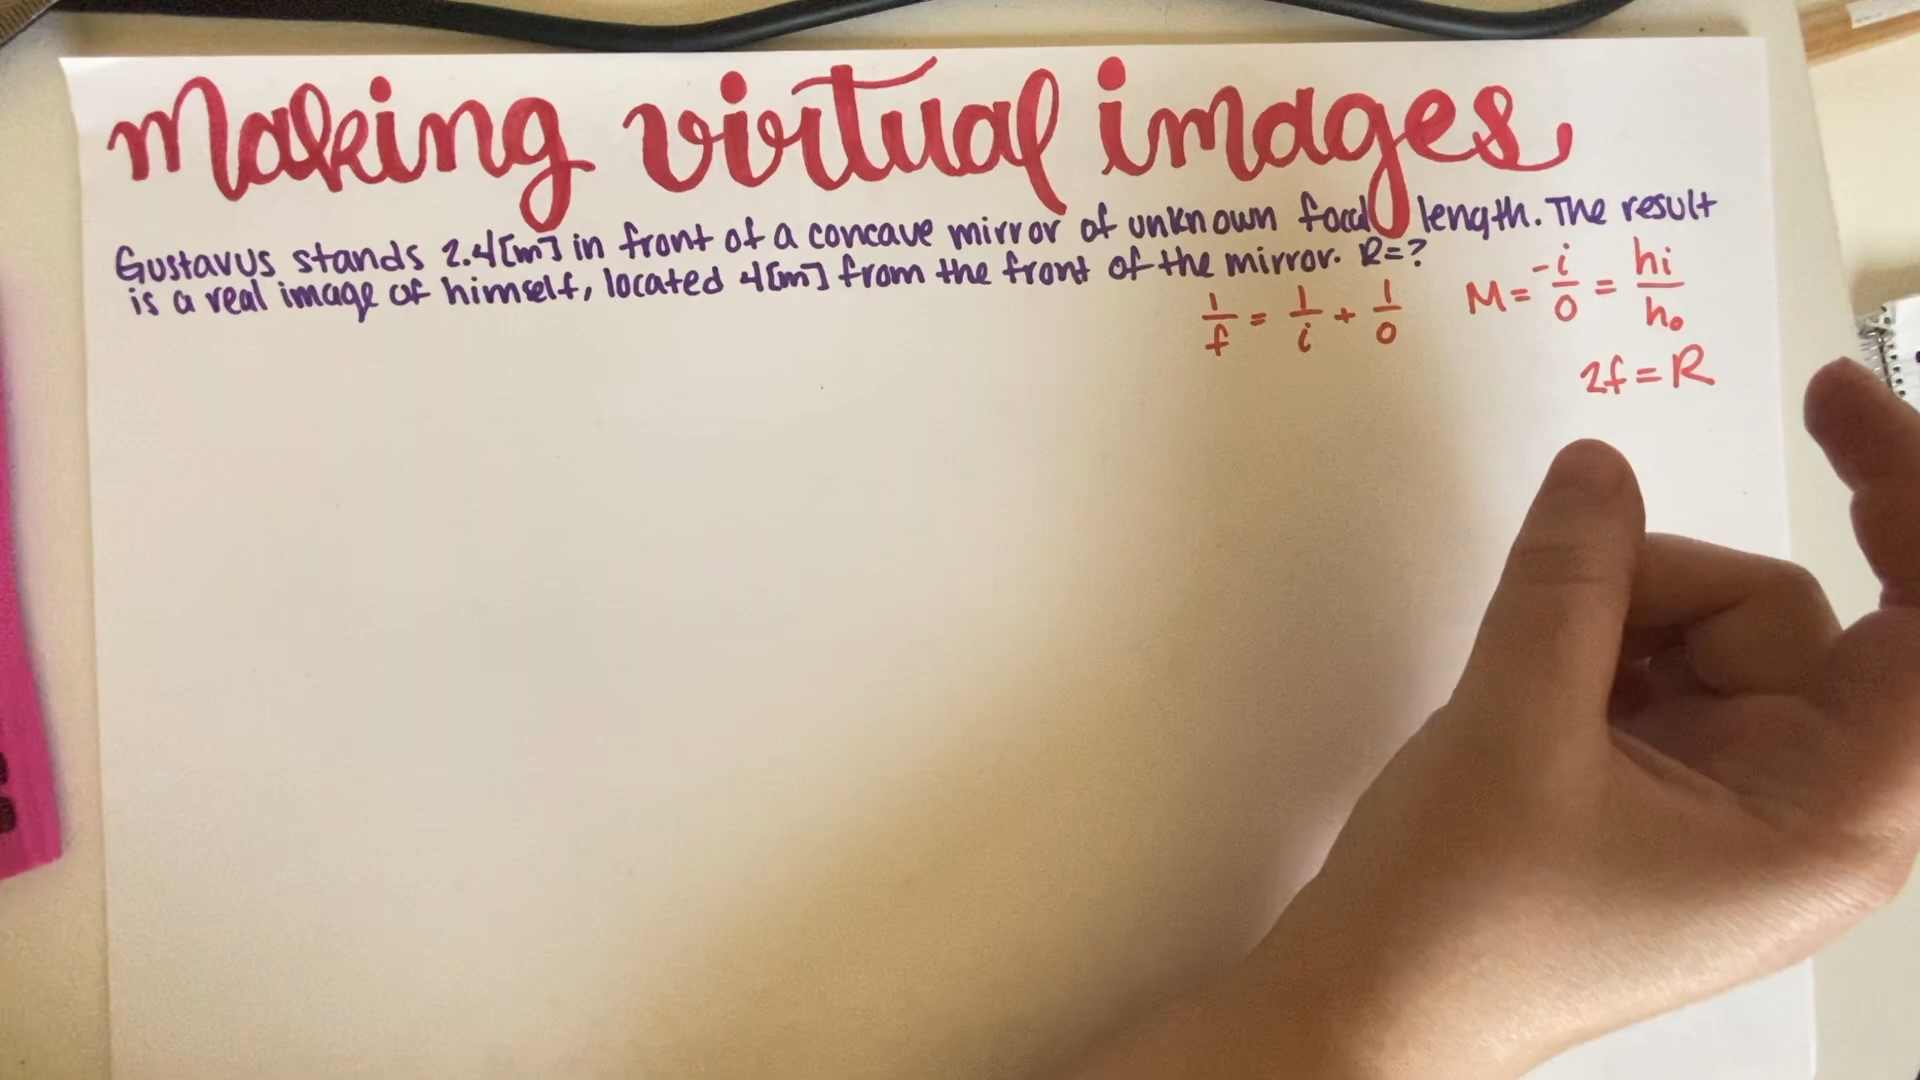 Making virtual images
Gustavus stands 2.4[m] in front of a concave mirror of unknown focal length. The result
is a real image of himself, located 4[m] from the front of the mirror. R=?
1/f = 1/i + 1/o
M = -i/o = hi/ho
2f = R